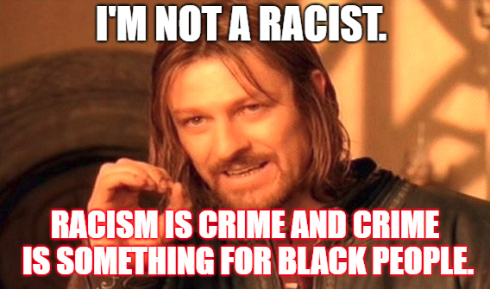 I'M NOT A RACIST.
RACISM IS CRIME AND CRIME
IS SOMETHING FOR BLACK PEOPLE.